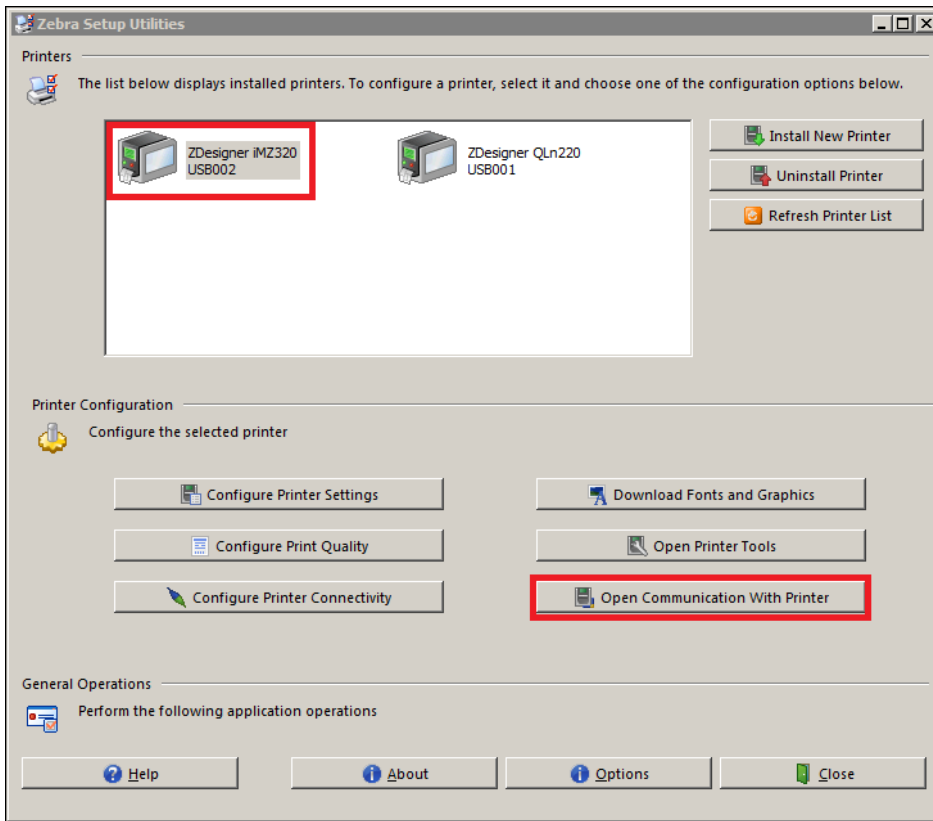 Zebra Setup Utilities
Printers
The list below displays installed printers. To configure a printer, select it and choose one of the configuration options below.
ZDesigner iMZ320
USB002
ZDesigner QLn220
USB001
Install New Printer
Uninstall Printer
Refresh Printer List
Printer Configuration
Configure the selected printer
Configure Printer Settings
Download Fonts and Graphics
Configure Print Quality
Open Printer Tools
Configure Printer Connectivity
Open Communication With Printer
General Operations
Perform the following application operations
Help
About
Options
Close